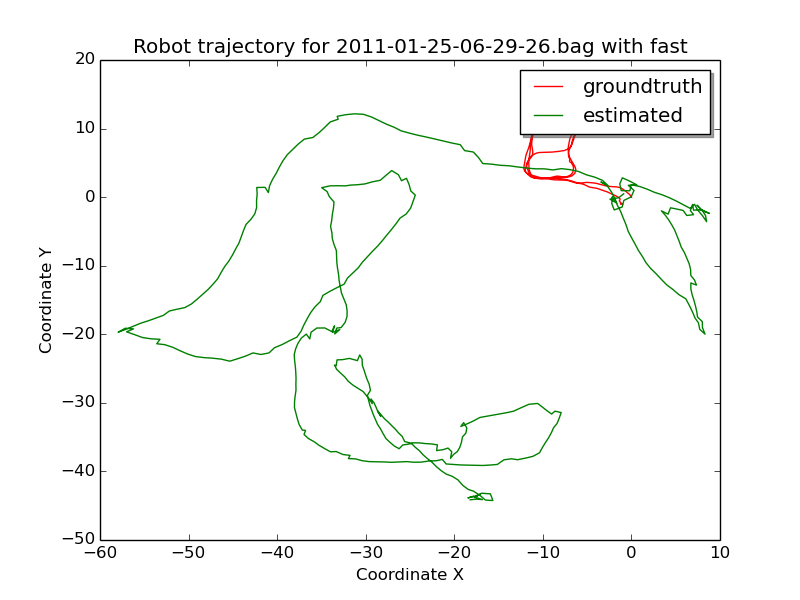 Robot trajectory for 2011-01-25-06-29-26.bag with fast
groundtruth
estimated
Coordinate Y
20
10
0
−10
−20
−30
−40
−50
−60 −50 −40 −30 −20 −10 0 10
Coordinate X